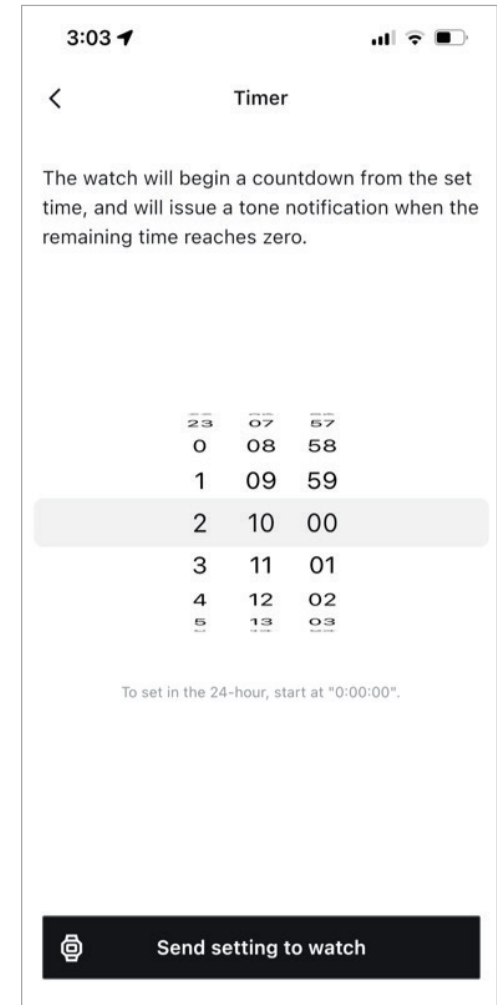 3:03
Timer
The watch will begin a countdown from the set
time, and will issue a tone notification when the
remaining time reaches zero.
23 07 57
0 08 58
1 09 59
2 10 00
3 11 01
4 12 02
5 13 03
To set in the 24-hour, start at "0:00:00".
Send setting to watch